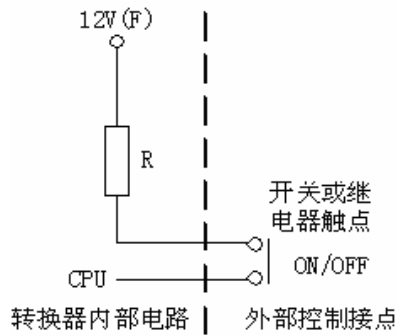 12V(F)
R
开关或继
电器触点
ON/OFF
CPU
转换器内部电路
外部控制接点